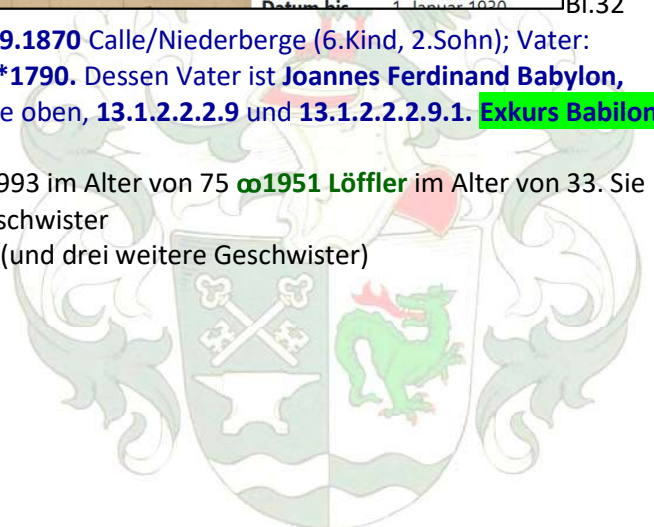 Datum bis 1. Januar 1930
Bl.32
9.1870 Calle/Niederberge (6.Kind, 2.Sohn); Vater:
*1790. Dessen Vater ist Joannes Ferdinand Babylon,
e oben, 13.1.2.2.2.9 und 13.1.2.2.2.9.1. Exkurs Babilon
993 im Alter von 75 ꝏ1951 Löffler im Alter von 33. Sie
schwister
(und drei weitere Geschwister)